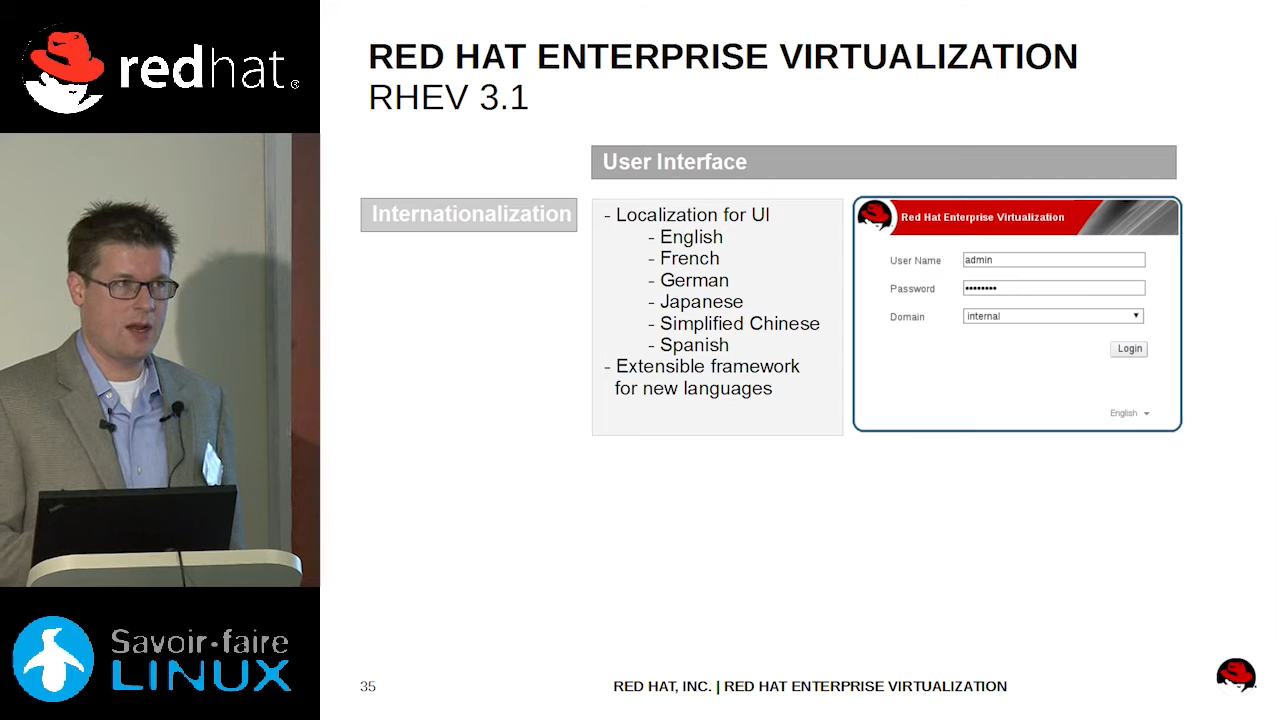 redhat®
RED HAT ENTERPRISE VIRTUALIZATION
RHEV 3.1
User Interface
Internationalization
- Localization for UI
- English
- French
- German
- Japanese
- Simplified Chinese
- Spanish
- Extensible framework
for new languages
Red Hat Enterprise Virtualization
User Name admin
Password ••••••••
Domain internal
Login
English
Savoir-faire
LINUX
35
RED HAT, INC. | RED HAT ENTERPRISE VIRTUALIZATION